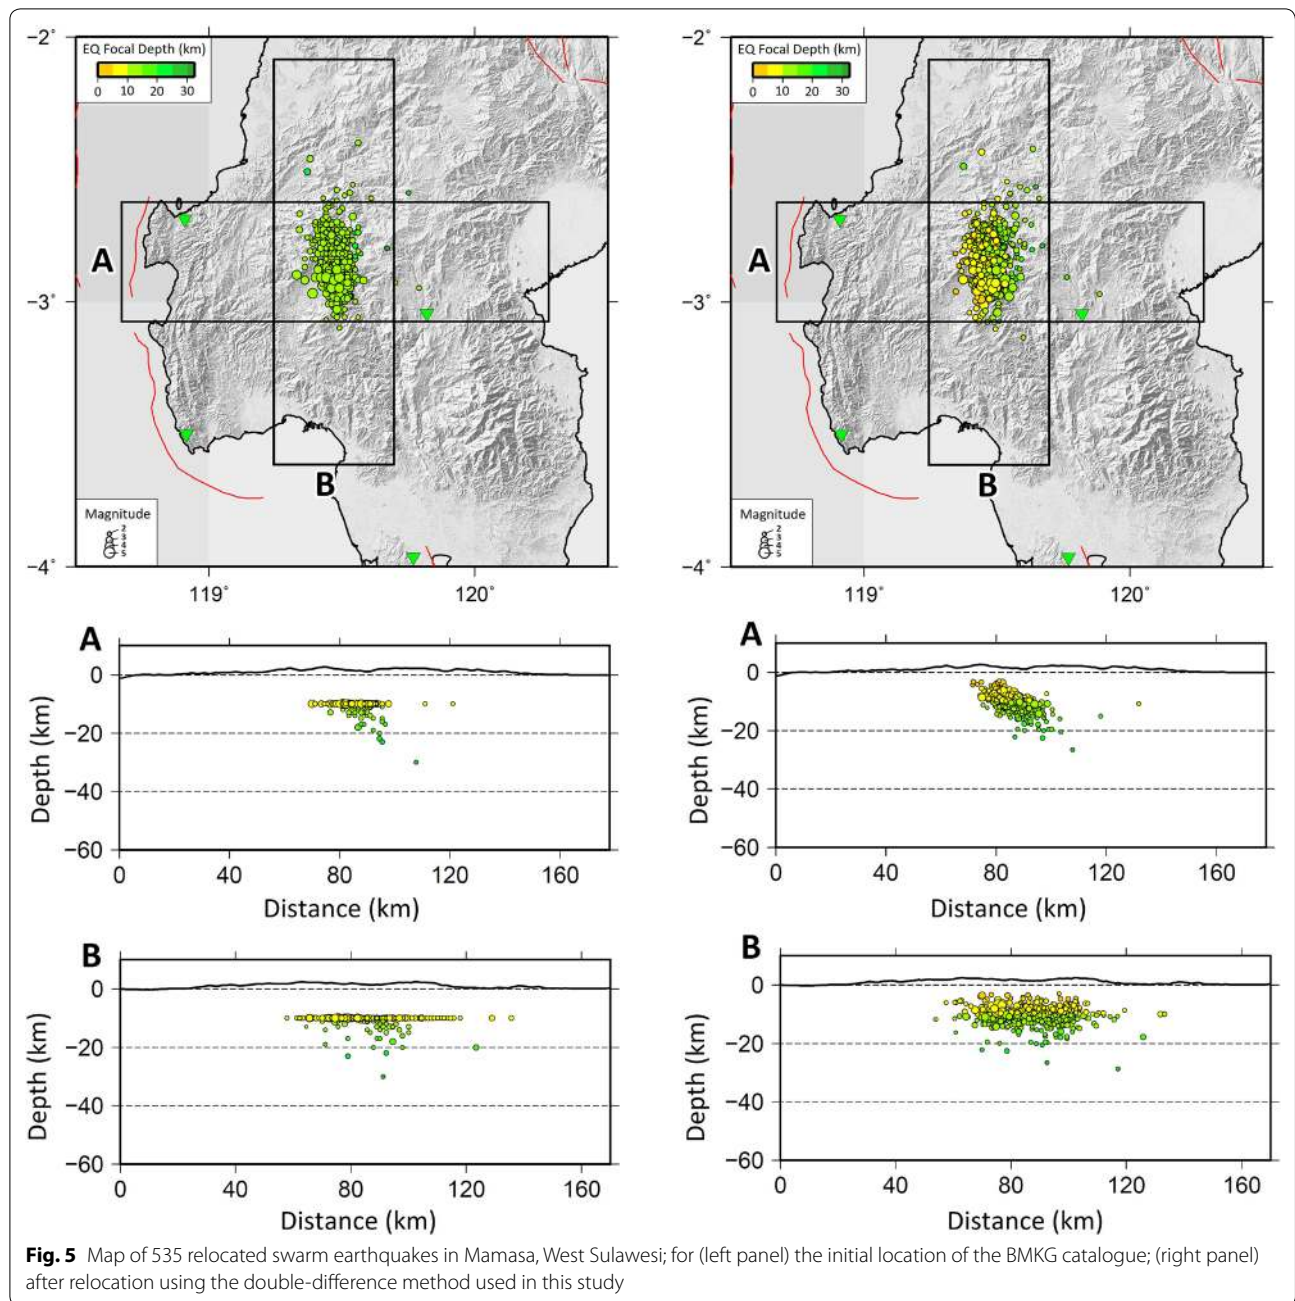 EQ Focal Depth (km)
0 10 20 30
−2°
−3°
−4°
A
B
Magnitude
2
3
4
5
119° 120°
EQ Focal Depth (km)
0 10 20 30
−2°
−3°
−4°
A
B
Magnitude
2
3
4
5
119° 120°
A
0
−20
−40
−60
Depth (km)
0 40 80 120 160
Distance (km)
A
0
−20
−40
−60
Depth (km)
0 40 80 120 160
Distance (km)
B
0
−20
−40
−60
Depth (km)
0 40 80 120 160
Distance (km)
B
0
−20
−40
−60
Depth (km)
0 40 80 120 160
Distance (km)
Fig. 5 Map of 535 relocated swarm earthquakes in Mamasa, West Sulawesi; for (left panel) the initial location of the BMKG catalogue; (right panel)
after relocation using the double-difference method used in this study